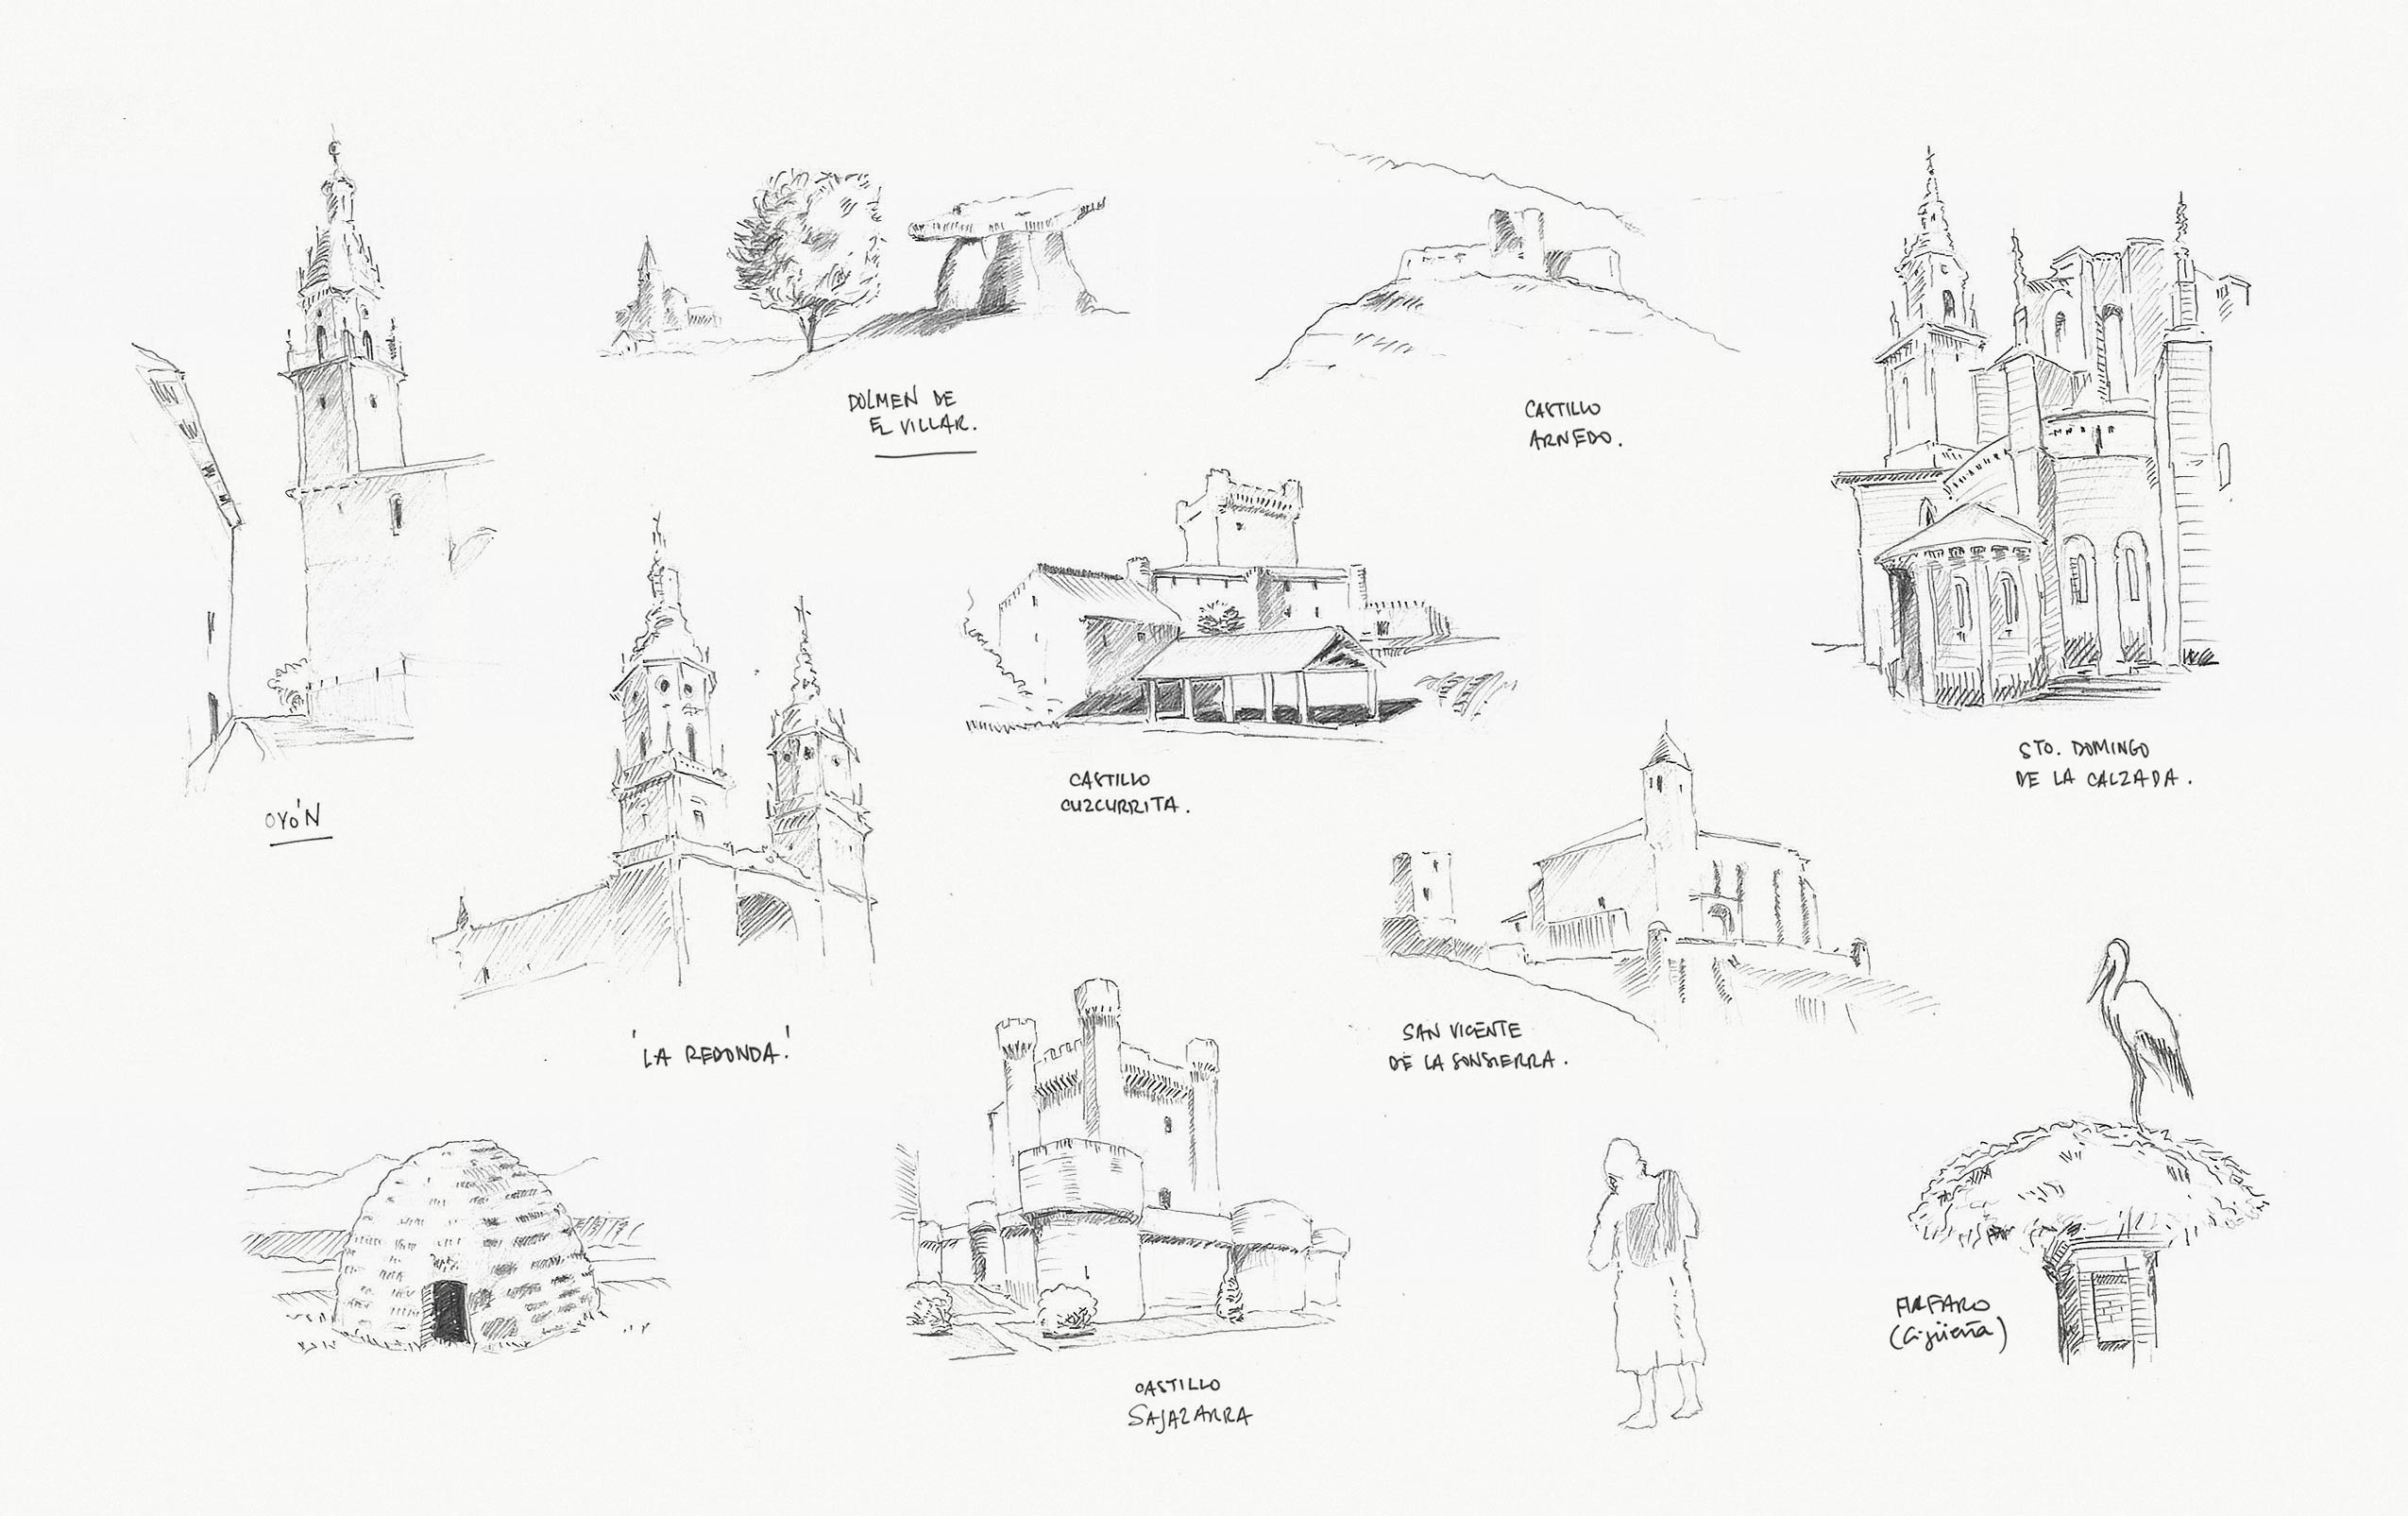 DOLMEN DE
EL VILLAR.
CASTILLO
ARNEDO.
STO. DOMINGO
DE LA CALZADA.
CASTILLO
CUZCURRITA.
OYÓN
'LA REDONDA'
SAN VICENTE
DE LA SONSIERRA.
ALFARO
(Cigüeña)
CASTILLO
SAJAZARRA